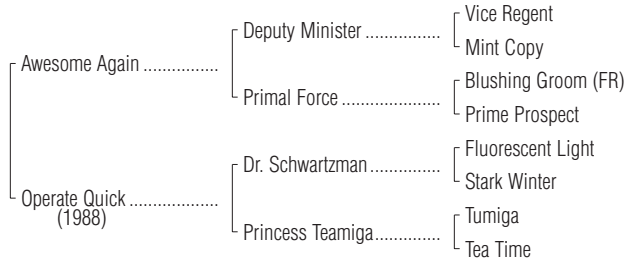 Vice Regent
Deputy Minister ..................
Mint Copy
Awesome Again ...............
Blushing Groom (FR)
Primal Force ....................
Prime Prospect
Fluorescent Light
Dr. Schwartzman ..............
Stark Winter
Operate Quick ..................
(1988)
Tumiga
Princess Teamiga.............
Tea Time